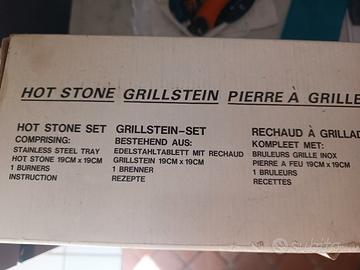 HOT STONE GRILLSTEIN PIERRE À GRILLE
HOT STONE SET
COMPRISING:
STAINLESS STEEL TRAY
HOT STONE 19CM x 19CM
1 BURNERS
INSTRUCTION
GRILLSTEIN-SET
BESTEHEND AUS:
EDELSTAHLTABLETT MIT RECHAUD
GRILLSTEIN 19CM x 19CM
1 BRENNER
REZEPTE
RECHAUD À GRILLAD
KOMPLEET MET:
BRULEURS GRILLE INOX
PIERRE A FEU 19CM x 19CM
1 BRULEURS
RECETTES
subito